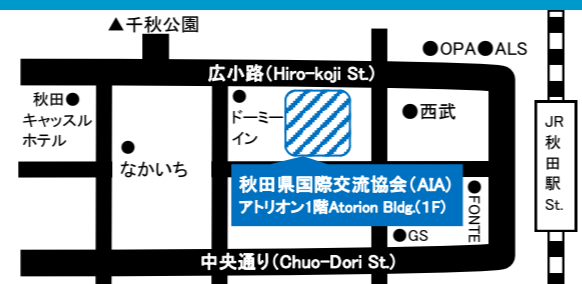 ▲千秋公園
●OPA●ALS
広小路(Hiro-koji St.)
秋田●
キャッスル
ホテル
●
なかいち
●
ドーミー
イン
●西武
JR
秋
田
駅
St.
秋田県国際交流協会(AIA)
アトリオン1階Atorion Bldg.(1F)
●FONTE
●GS
中央通り(Chuo-Dori St.)